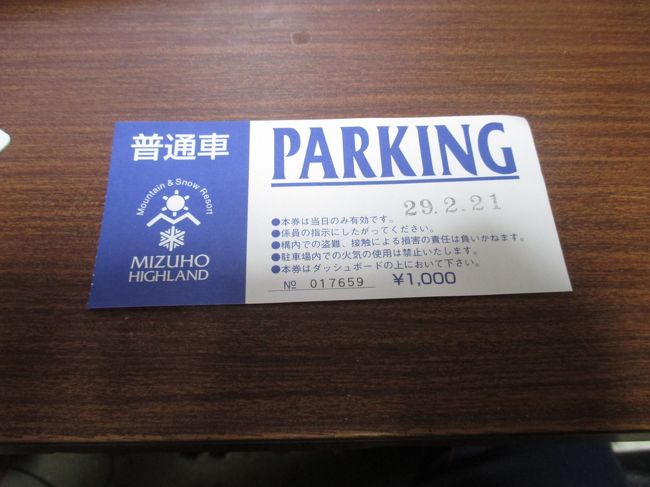 普通車
Mountain & Snow Resort
MIZUHO
HIGHLAND
PARKING
29.2.21
●本券は当日のみ有効です。
●係員の指示にしたがってください。
●構内での盗難、接触による損害の責任は負いかねます。
●駐車場内での火気の使用は禁止いたします。
●本券はダッシュボードの上において下さい。
№ 017659 ¥1,000